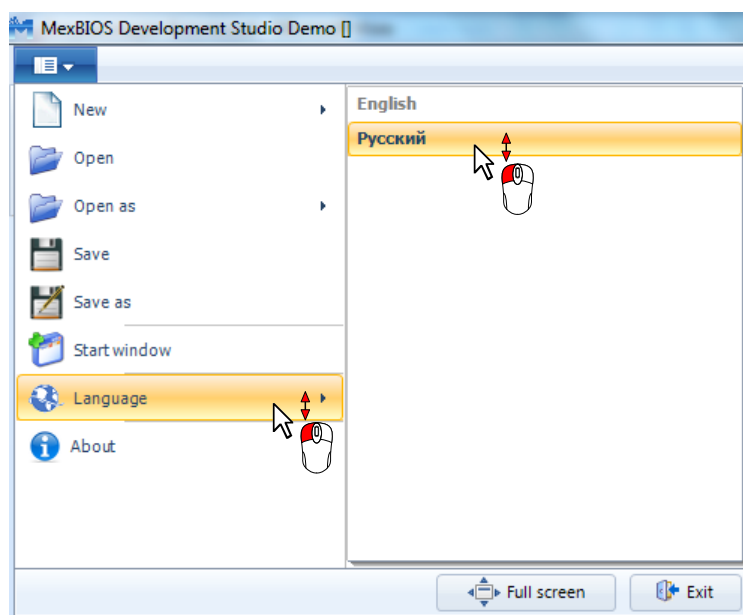 MexBIOS Development Studio Demo []
New
Open
Open as
Save
Save as
Start window
Language
About
English
Русский
Full screen
Exit